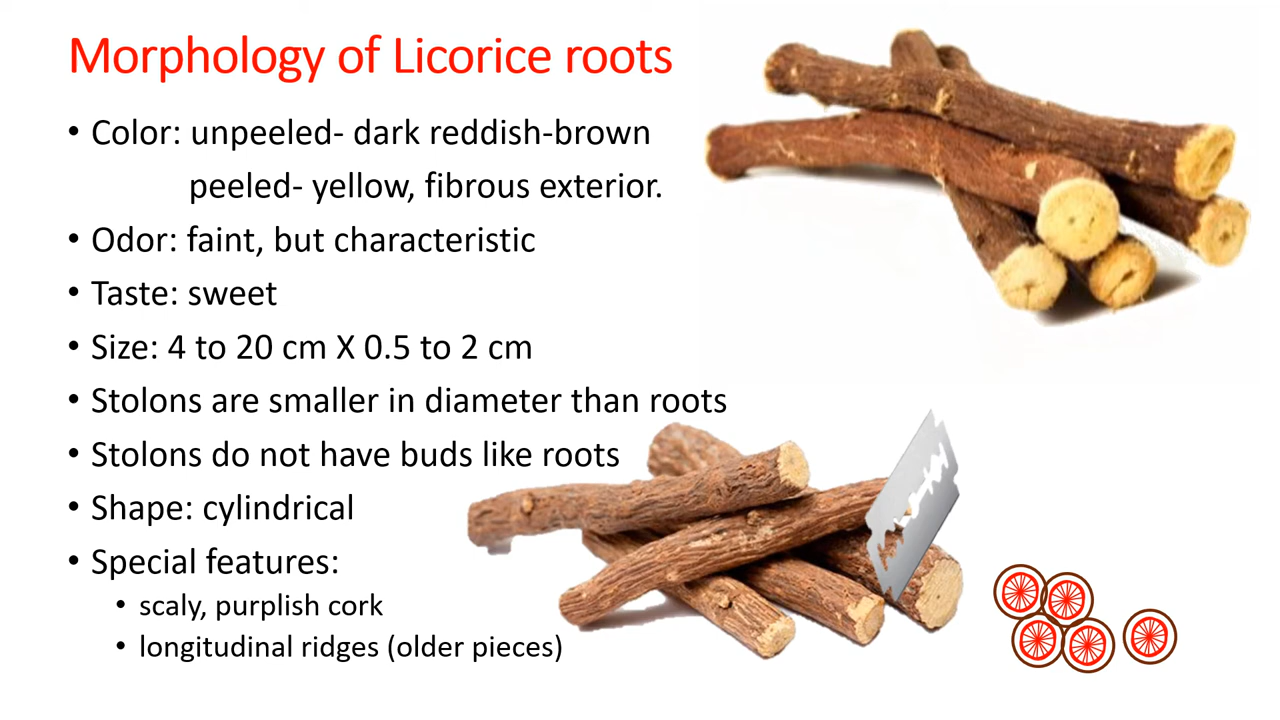 Morphology of Licorice roots
• Color: unpeeled- dark reddish-brown
peeled- yellow, fibrous exterior.
• Odor: faint, but characteristic
• Taste: sweet
• Size: 4 to 20 cm X 0.5 to 2 cm
• Stolons are smaller in diameter than roots
• Stolons do not have buds like roots
• Shape: cylindrical
• Special features:
• scaly, purplish cork
• longitudinal ridges (older pieces)